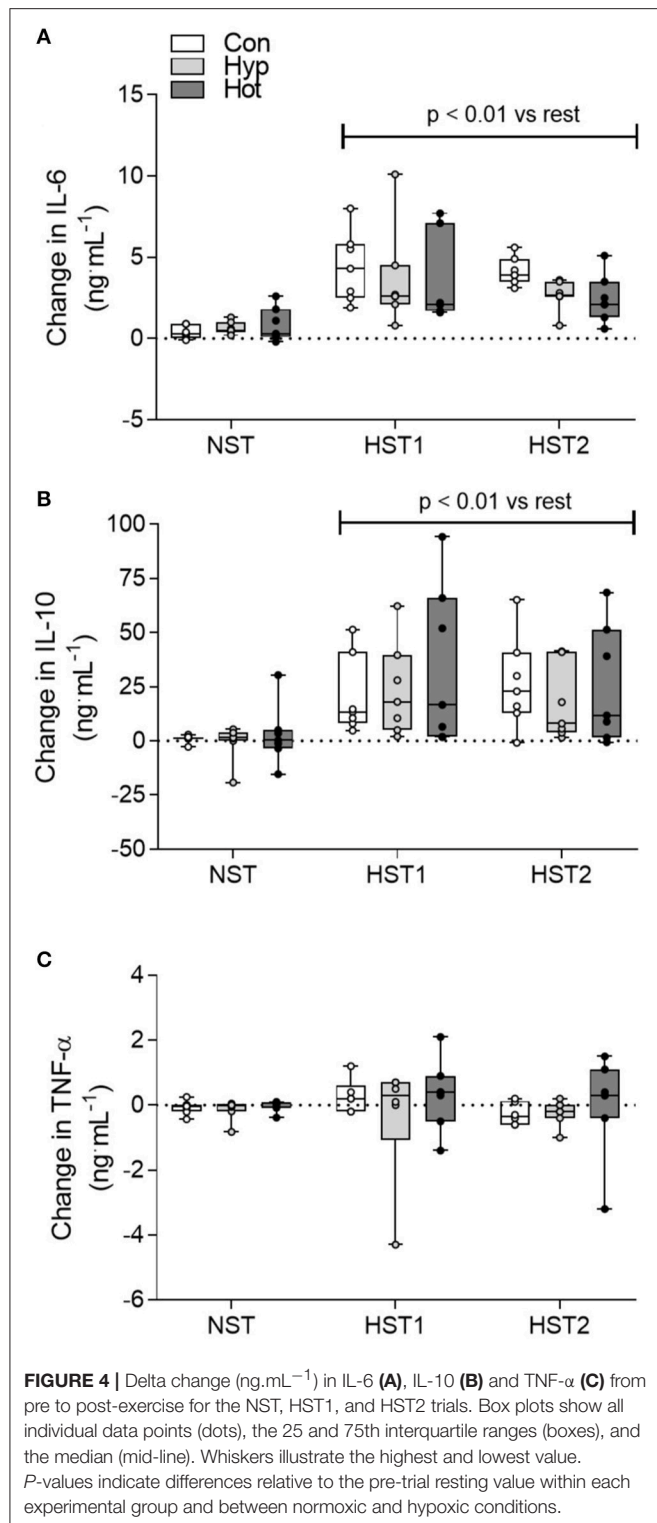 A
Con
Hyp
Hot
15
10
5
0
-5
Change in IL-6
(ng·mL⁻¹)
p < 0.01 vs rest
NST HST1 HST2
B
100
75
50
25
0
-25
-50
Change in IL-10
(ng·mL⁻¹)
p < 0.01 vs rest
NST HST1 HST2
C
4
2
0
-2
-4
-6
Change in TNF-α
(ng·mL⁻¹)
NST HST1 HST2
FIGURE 4 | Delta change (ng.mL⁻¹) in IL-6 (A), IL-10 (B) and TNF-α (C) from
pre to post-exercise for the NST, HST1, and HST2 trials. Box plots show all
individual data points (dots), the 25 and 75th interquartile ranges (boxes), and
the median (mid-line). Whiskers illustrate the highest and lowest value.
P-values indicate differences relative to the pre-trial resting value within each
experimental group and between normoxic and hypoxic conditions.